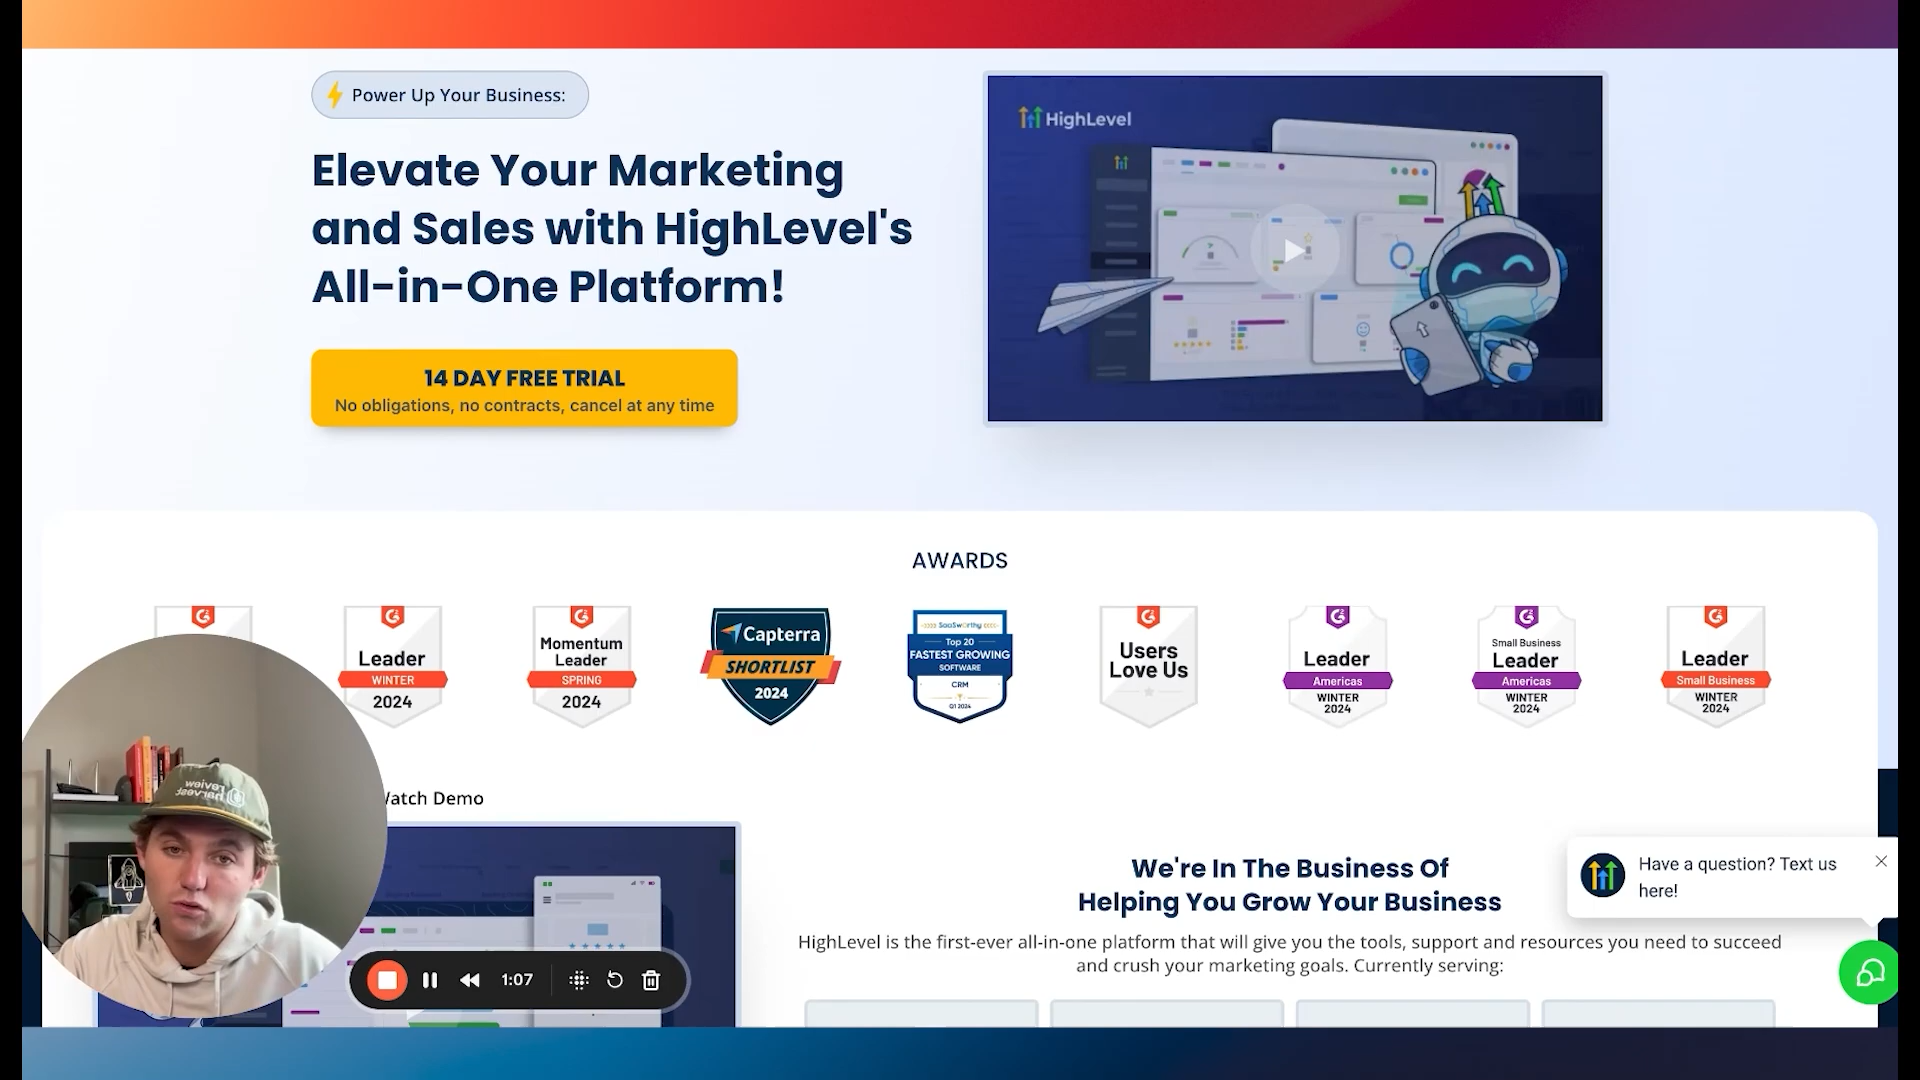 Power Up Your Business:
Elevate Your Marketing
and Sales with HighLevel's
All-in-One Platform!
14 DAY FREE TRIAL
No obligations, no contracts, cancel at any time
HighLevel
AWARDS
Leader
WINTER
2024
Momentum
Leader
SPRING
2024
Capterra
SHORTLIST
2024
SaaSworthy
Top 20
FASTEST GROWING
SOFTWARE
CRM
Q1 2024
Users
Love Us
Leader
Americas
WINTER
2024
Small Business
Leader
Americas
WINTER
2024
Leader
Small Business
WINTER
2024
Watch Demo
review
harvest
We're In The Business Of
Helping You Grow Your Business
HighLevel is the first-ever all-in-one platform that will give you the tools, support and resources you need to succeed
and crush your marketing goals. Currently serving:
Have a question? Text us
here!
1:07